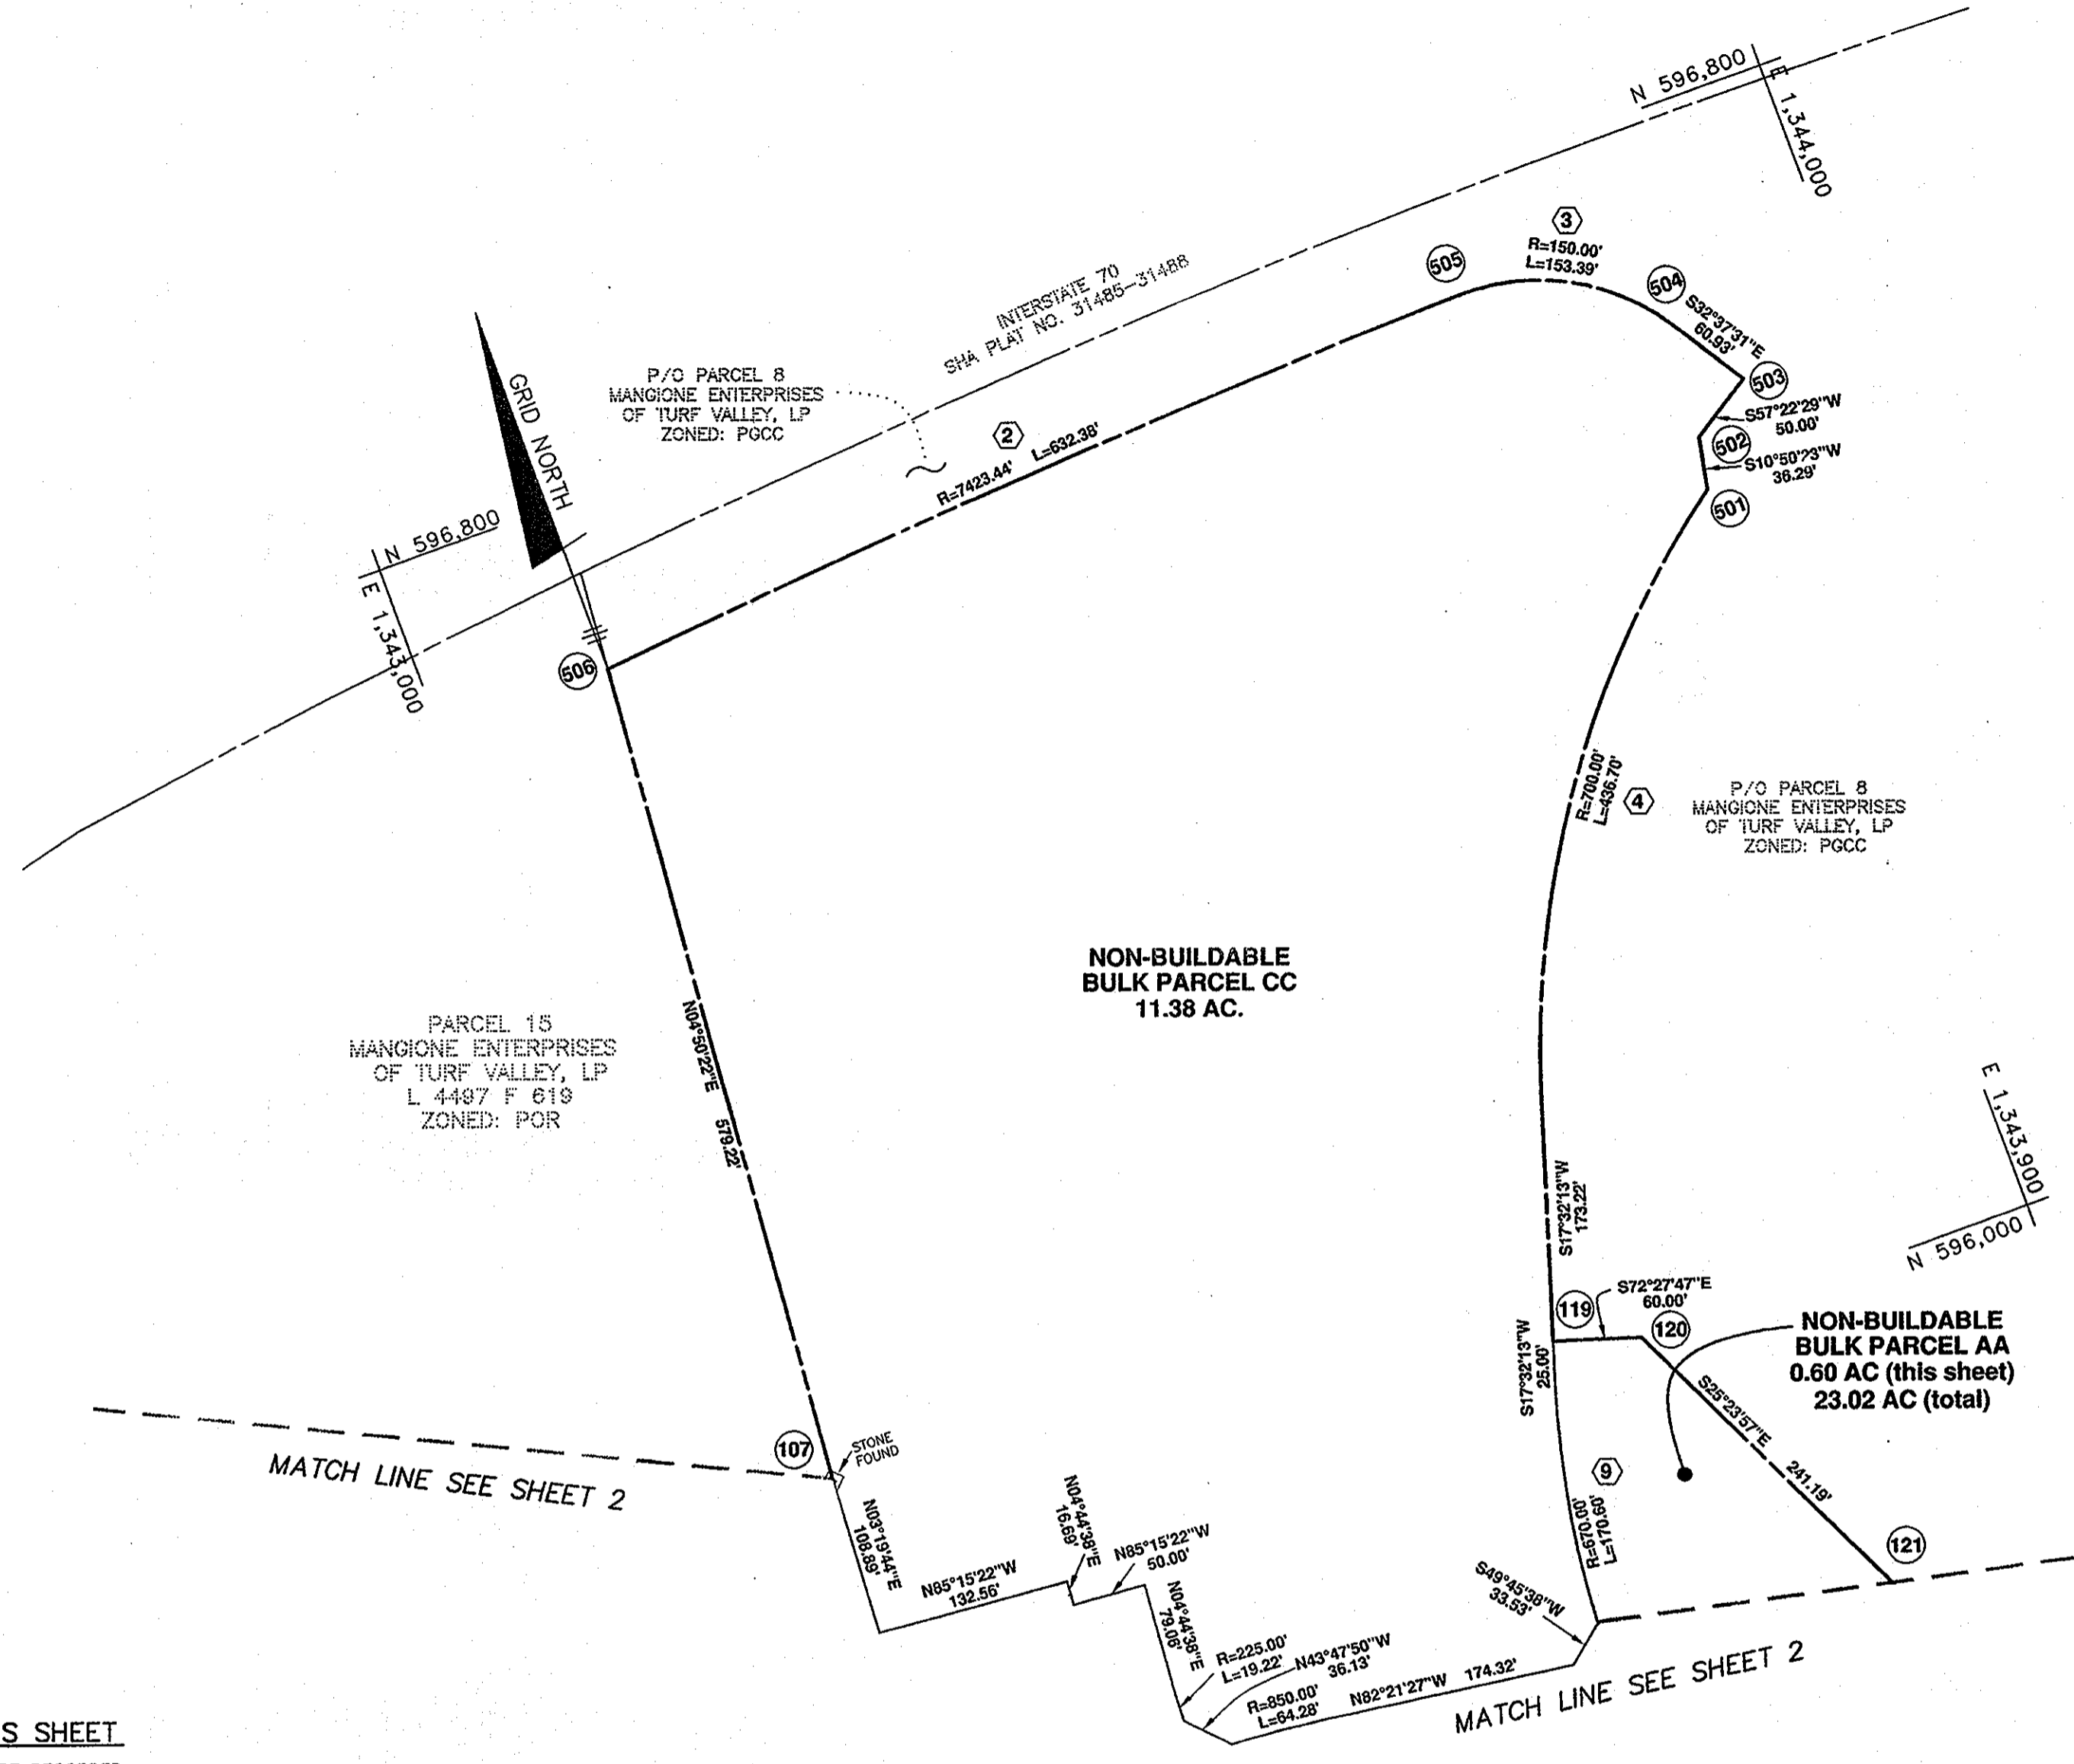 N 596,800
E 1,344,000
3
R=150.00'
L=153.39'
505
504
S32°37'31"E
60.93'
503
S57°22'29"W
50.00'
502
S10°50'23"W
36.29'
501
INTERSTATE 70
SHA PLAT NO. 31485-31488
P/O PARCEL 8
MANGIONE ENTERPRISES
OF TURF VALLEY, LP
ZONED: PGCC
2
R=7423.44' L=632.38'
GRID NORTH
N 596,800
E 1,343,000
506
R=700.00'
L=436.70'
4
P/O PARCEL 8
MANGIONE ENTERPRISES
OF TURF VALLEY, LP
ZONED: PGCC
NON-BUILDABLE
BULK PARCEL CC
11.38 AC.
PARCEL 15
MANGIONE ENTERPRISES
OF TURF VALLEY, LP
L 4497 F 619
ZONED: POR
N04°50'22"E 579.22'
E 1,343,900
N 596,000
S17°32'13"W
173.22'
S72°27'47"E
60.00'
119
120
NON-BUILDABLE
BULK PARCEL AA
0.60 AC (this sheet)
23.02 AC (total)
S17°32'13"W
25.00'
S25°23'57"E 241.19'
121
107
STONE
FOUND
MATCH LINE SEE SHEET 2
9
R=670.00'
L=170.60'
N03°19'44"E
108.89'
N85°15'22"W
132.56'
N04°44'38"E
16.69'
N85°15'22"W
50.00'
N04°44'38"E
79.06'
R=225.00'
L=19.22'
N43°47'50"W
36.13'
R=850.00'
L=64.28'
N82°21'27"W 174.32'
S49°45'38"W
33.53'
MATCH LINE SEE SHEET 2
S SHEET